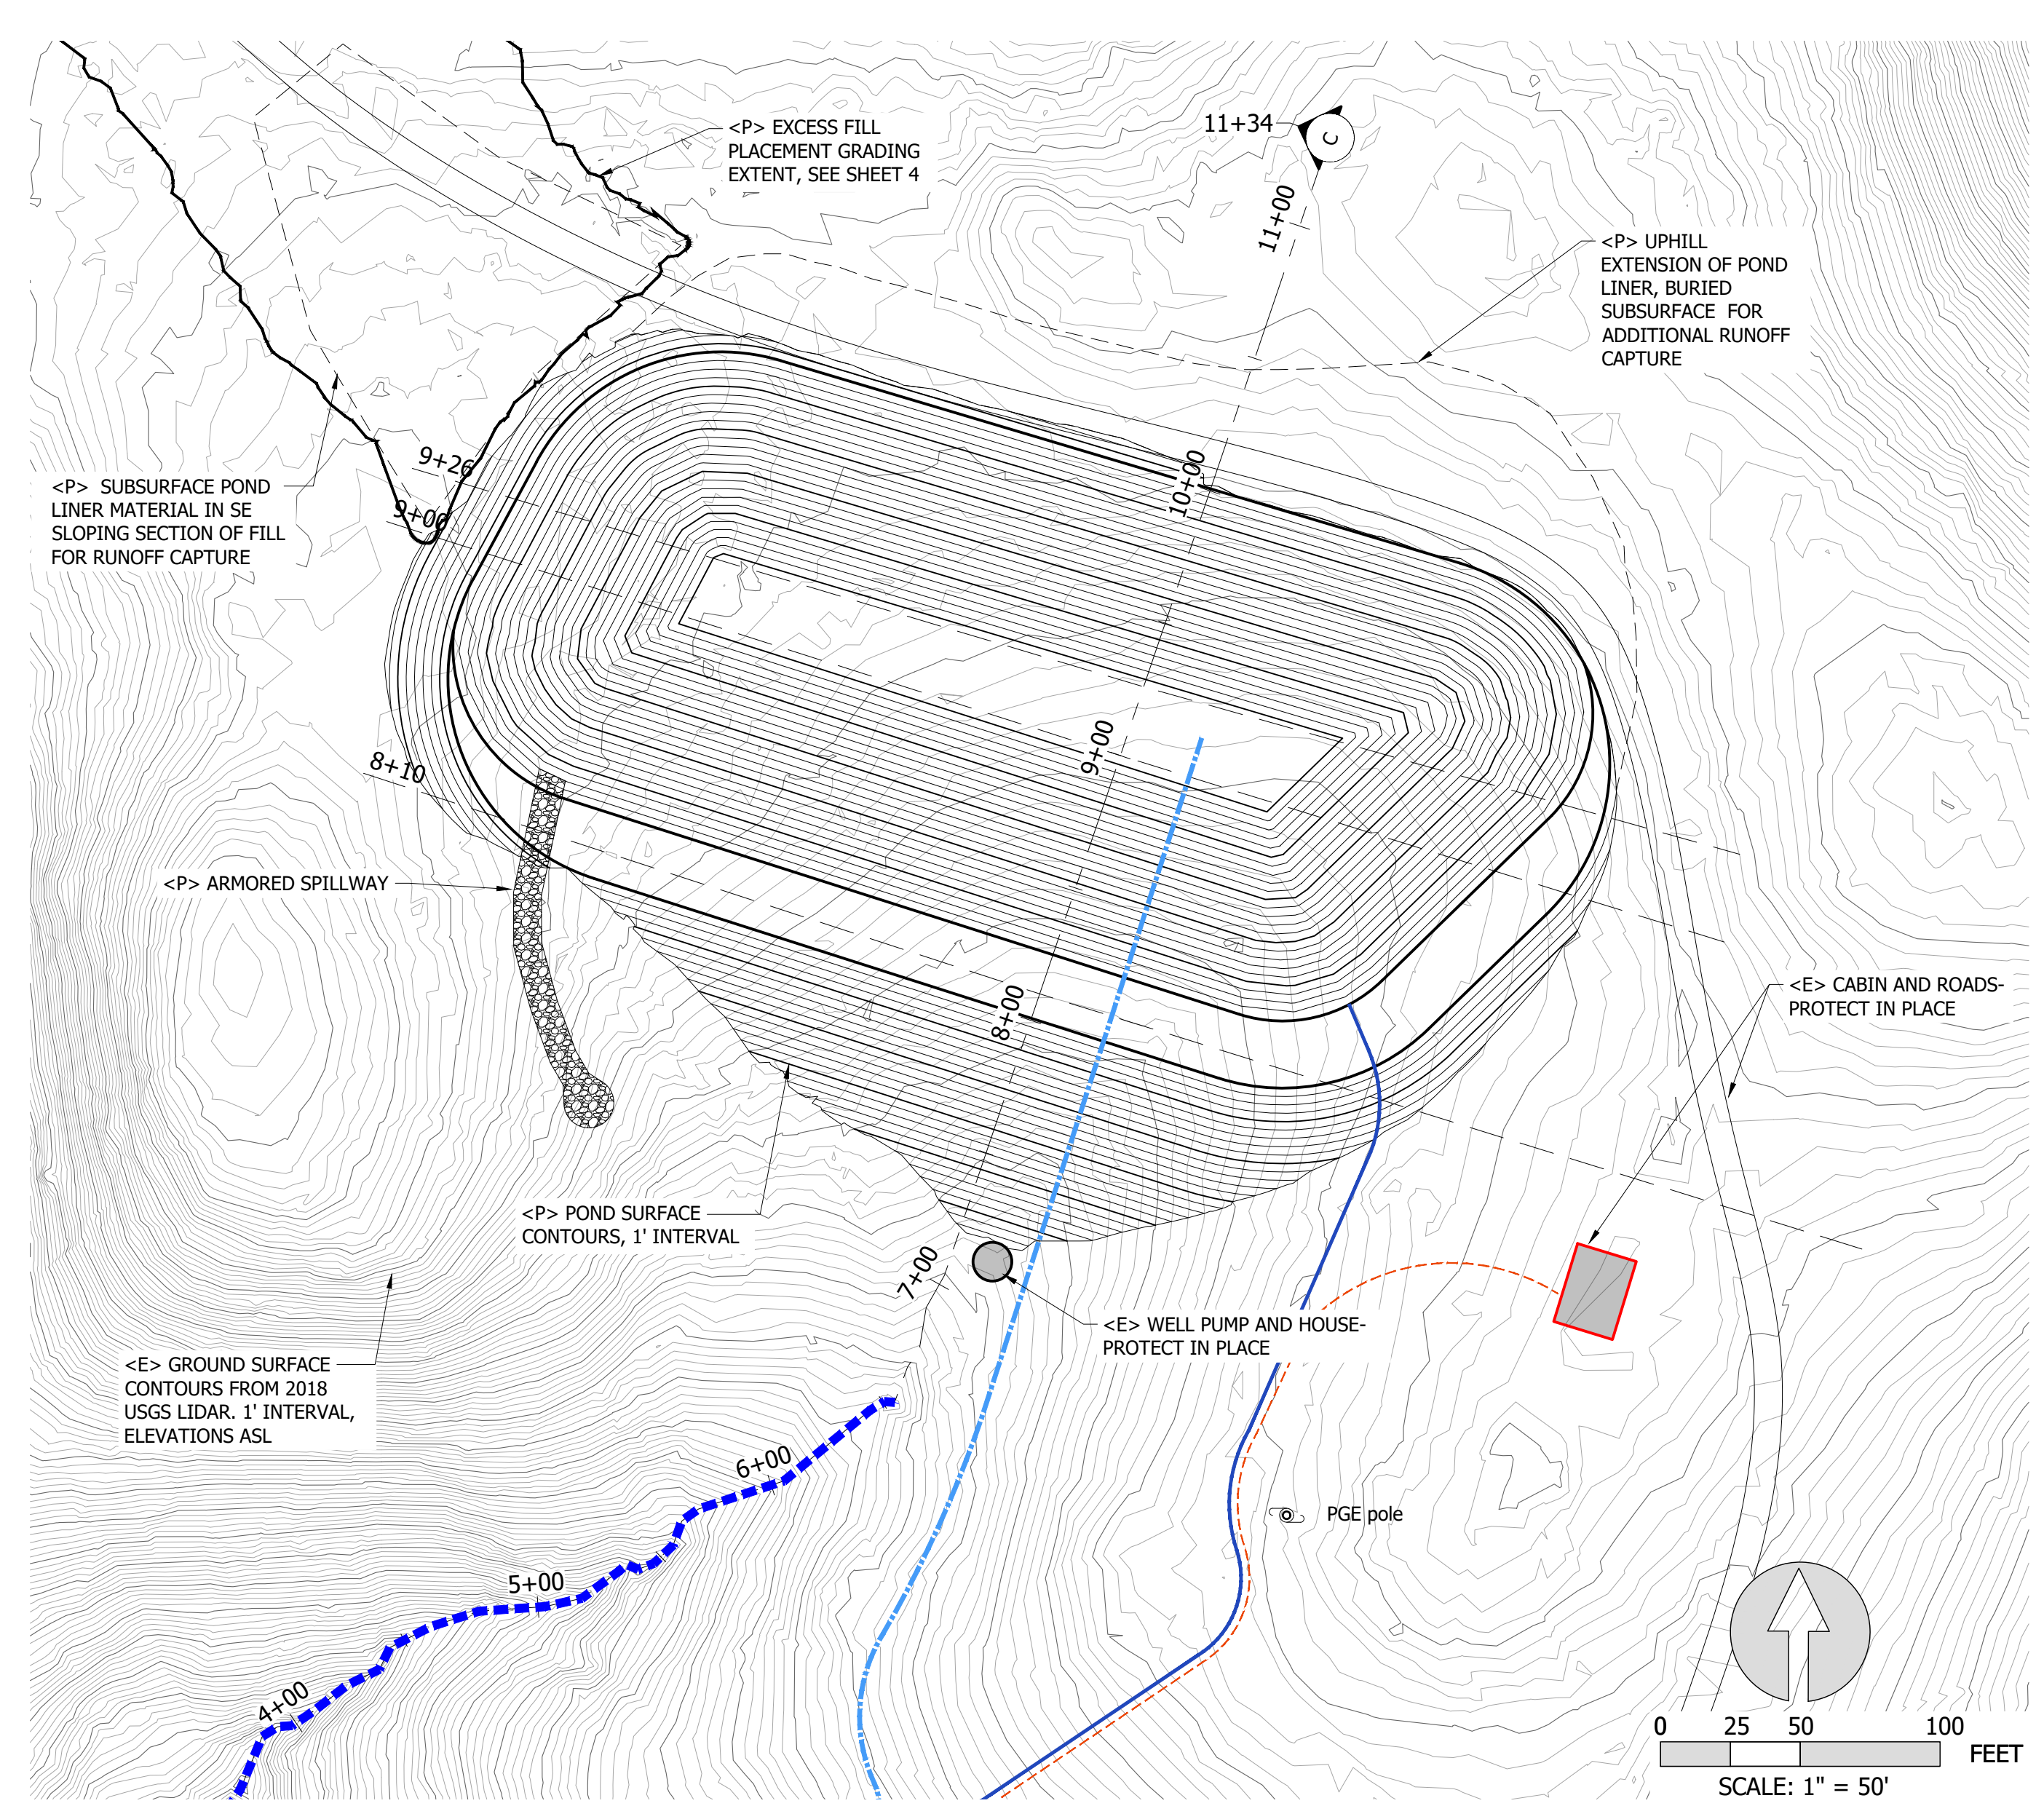 <P> EXCESS FILL
PLACEMENT GRADING
EXTENT, SEE SHEET 4
11+34
C
11+00
<P> UPHILL
EXTENSION OF POND
LINER, BURIED
SUBSURFACE FOR
ADDITIONAL RUNOFF
CAPTURE
9+26
9+06
10+00
<P> SUBSURFACE POND
LINER MATERIAL IN SE
SLOPING SECTION OF FILL
FOR RUNOFF CAPTURE
9+00
8+10
<P> ARMORED SPILLWAY
8+00
<E> CABIN AND ROADS-
PROTECT IN PLACE
<P> POND SURFACE
CONTOURS, 1' INTERVAL
7+00
<E> WELL PUMP AND HOUSE-
PROTECT IN PLACE
<E> GROUND SURFACE
CONTOURS FROM 2018
USGS LIDAR. 1' INTERVAL,
ELEVATIONS ASL
6+00
PGE pole
5+00
4+00
0 25 50 100
FEET
SCALE: 1" = 50'